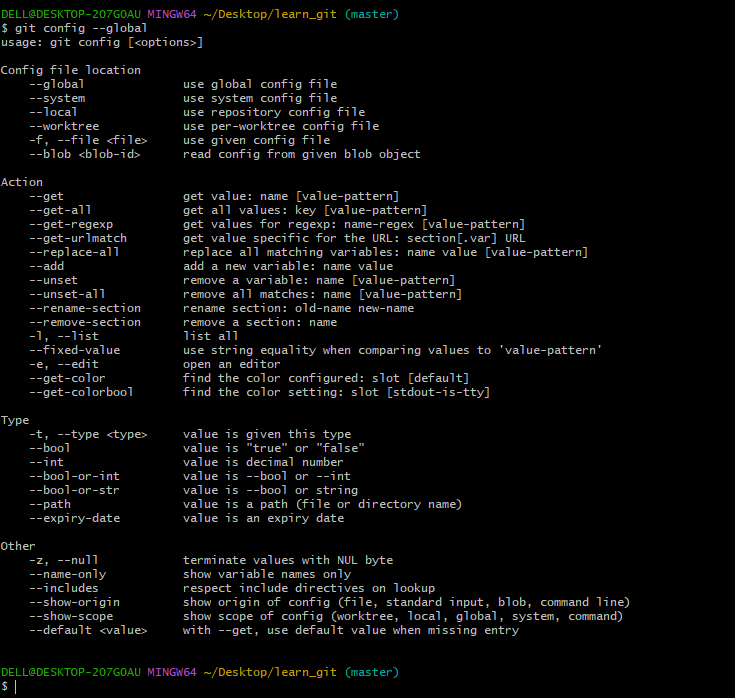 DELL@DESKTOP-207GOAU MINGW64 ~/Desktop/learn_git (master)
$ git config --global
usage: git config [<options>]

Config file location
    --global              use global config file
    --system              use system config file
    --local               use repository config file
    --worktree            use per-worktree config file
    -f, --file <file>     use given config file
    --blob <blob-id>      read config from given blob object

Action
    --get                 get value: name [value-pattern]
    --get-all             get all values: key [value-pattern]
    --get-regexp          get values for regexp: name-regex [value-pattern]
    --get-urlmatch        get value specific for the URL: section[.var] URL
    --replace-all         replace all matching variables: name value [value-pattern]
    --add                 add a new variable: name value
    --unset               remove a variable: name [value-pattern]
    --unset-all           remove all matches: name [value-pattern]
    --rename-section      rename section: old-name new-name
    --remove-section      remove a section: name
    -l, --list            list all
    --fixed-value         use string equality when comparing values to 'value-pattern'
    -e, --edit            open an editor
    --get-color           find the color configured: slot [default]
    --get-colorbool       find the color setting: slot [stdout-is-tty]

Type
    -t, --type <type>     value is given this type
    --bool                value is "true" or "false"
    --int                 value is decimal number
    --bool-or-int         value is --bool or --int
    --bool-or-str         value is --bool or string
    --path                value is a path (file or directory name)
    --expiry-date         value is an expiry date

Other
    -z, --null            terminate values with NUL byte
    --name-only           show variable names only
    --includes            respect include directives on lookup
    --show-origin         show origin of config (file, standard input, blob, command line)
    --show-scope          show scope of config (worktree, local, global, system, command)
    --default <value>     with --get, use default value when missing entry

DELL@DESKTOP-207GOAU MINGW64 ~/Desktop/learn_git (master)
$